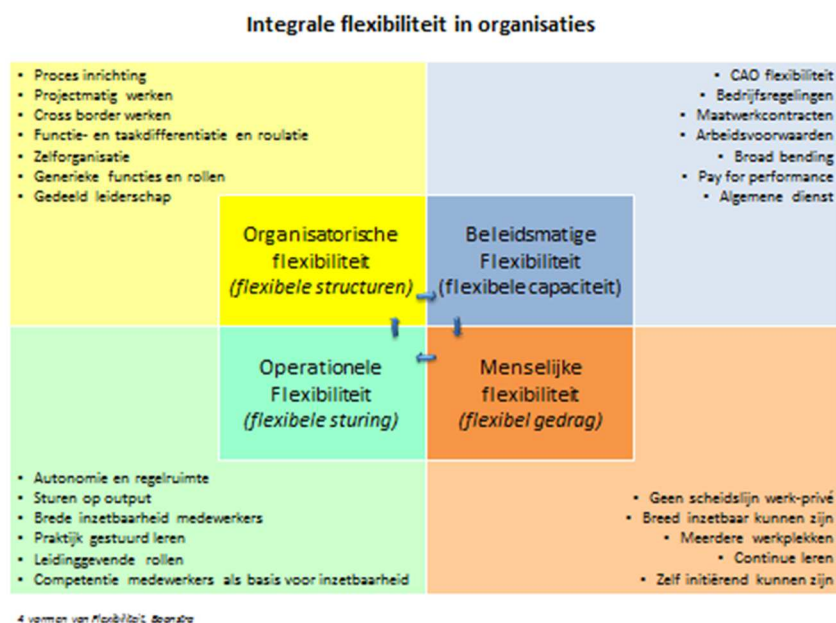 Integrale flexibiliteit in organisaties
• Proces inrichting
• Projectmatig werken
• Cross border werken
• Functie- en taakdifferentiatie en roulatie
• Zelforganisatie
• Generieke functies en rollen
• Gedeeld leiderschap
• CAO flexibiliteit
• Bedrijfsregelingen
• Maatwerkcontracten
• Arbeidsvoorwaarden
• Broad bending
• Pay for performance
• Algemene dienst
Organisatorische
flexibiliteit
(flexibele structuren)
Beleidsmatige
Flexibiliteit
(flexibele capaciteit)
Operationele
Flexibiliteit
(flexibele sturing)
Menselijke
flexibiliteit
(flexibel gedrag)
• Autonomie en regelruimte
• Sturen op output
• Brede inzetbaarheid medewerkers
• Praktijk gestuurd leren
• Leidinggevende rollen
• Competentie medewerkers als basis voor inzetbaarheid
• Geen scheidslijn werk-privé
• Breed inzetbaar kunnen zijn
• Meerdere werkplekken
• Continue leren
• Zelf initiërend kunnen zijn
4 vormen van Flexibiliteit,